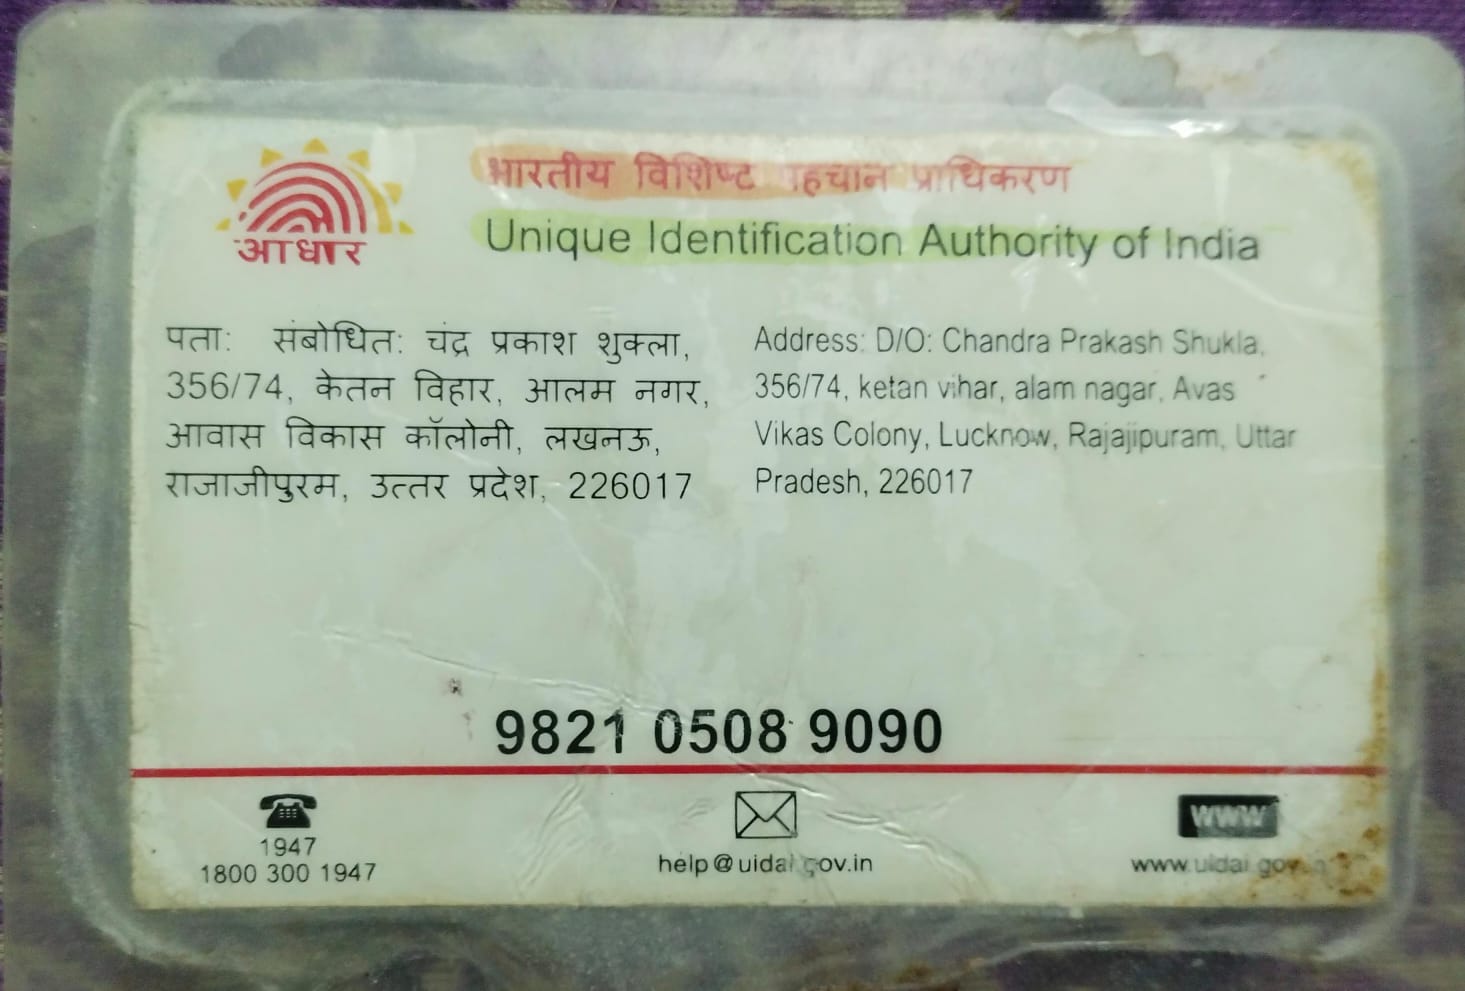 आधार
भारतीय विशिष्ट पहचान प्राधिकरण
Unique Identification Authority of India
पता: संबोधित: चंद्र प्रकाश शुक्ला,
356/74, केतन विहार, आलम नगर,
आवास विकास कॉलोनी, लखनऊ,
राजाजीपुरम, उत्तर प्रदेश, 226017
Address: D/O: Chandra Prakash Shukla,
356/74, ketan vihar, alam nagar, Avas
Vikas Colony, Lucknow, Rajajipuram, Uttar
Pradesh, 226017
9821 0508 9090
1947
1800 300 1947
help@uidai.gov.in
WWW
www.uidai.gov.in